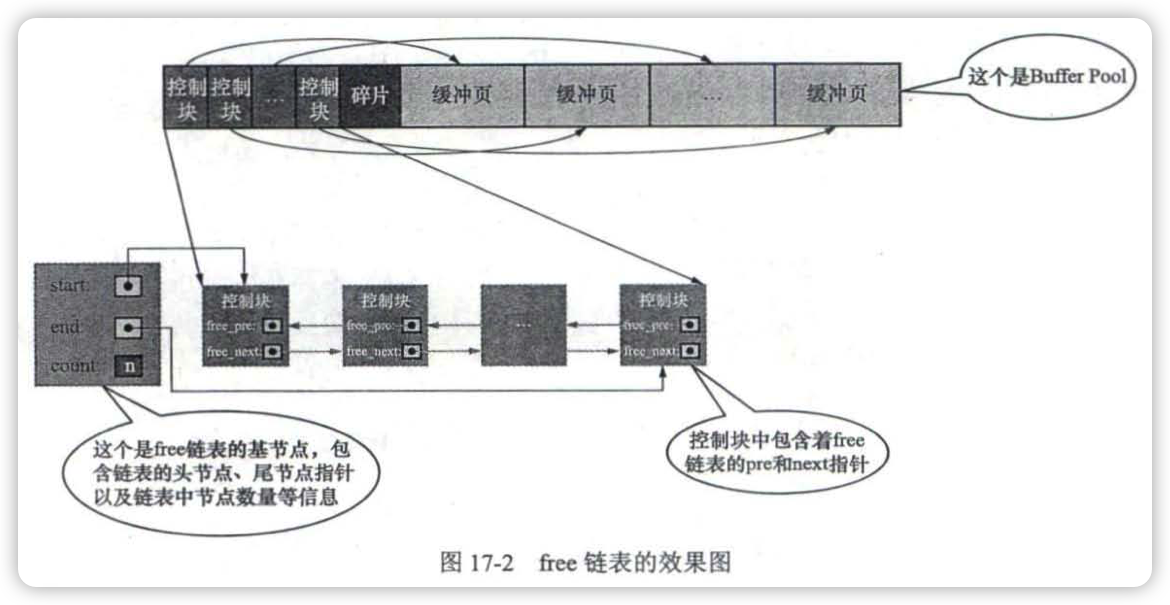 控制块
控制块
...
控制块
碎片
缓冲页
缓冲页
...
缓冲页
这个是Buffer Pool
start:
end:
count:
n
控制块
free_pre:
free_next:
控制块
free_pre:
free_next:
...
控制块
free_pre:
free_next:
这个是free链表的基节点，包
含链表的头节点、尾节点指针
以及链表中节点数量等信息
控制块中包含着free
链表的pre和next指针
图 17-2 free 链表的效果图